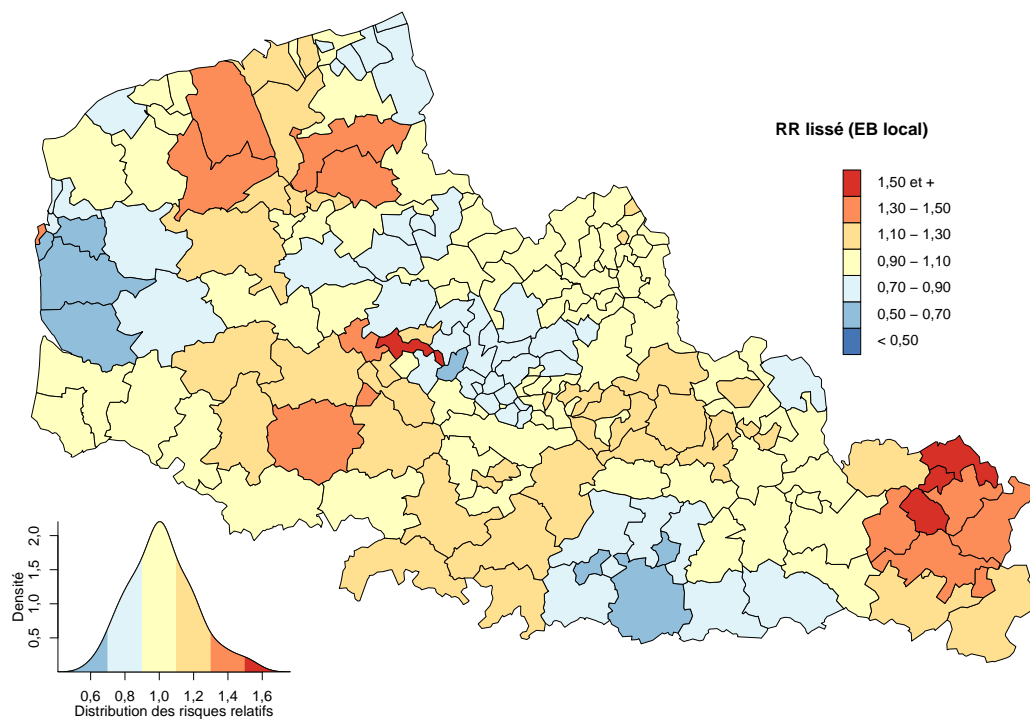 RR lissé (EB local)
1,50 et +
1,30 – 1,50
1,10 – 1,30
0,90 – 1,10
0,70 – 0,90
0,50 – 0,70
< 0,50
Densité
2,0
1,5
1,0
0,5
0,6 0,8 1,0 1,2 1,4 1,6
Distribution des risques relatifs